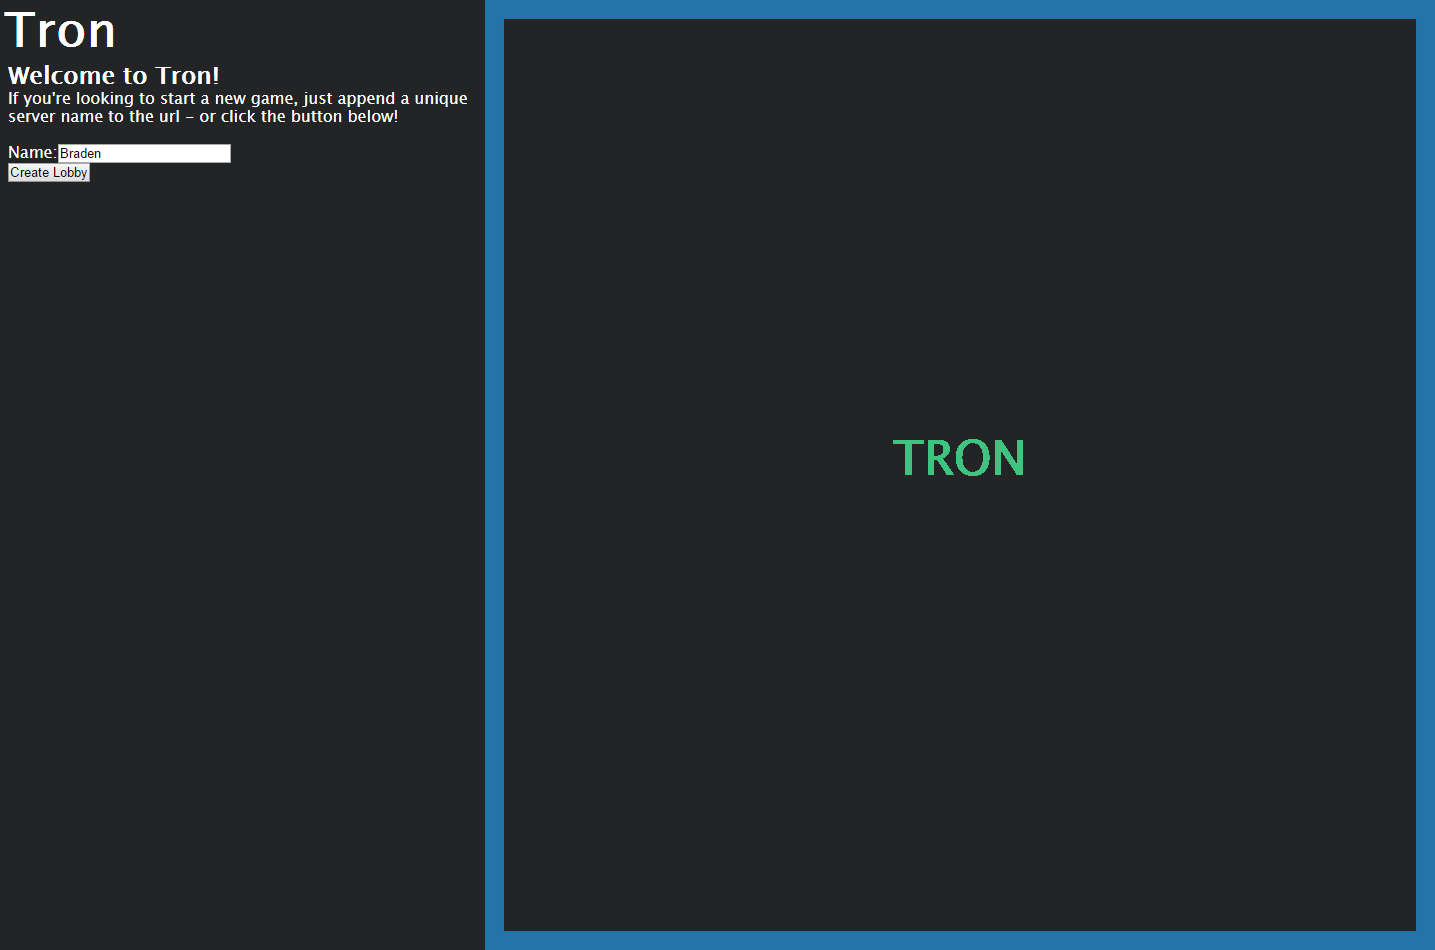 Tron
Welcome to Tron!
If you're looking to start a new game, just append a unique
server name to the url - or click the button below!
Name: Braden
Create Lobby
TRON